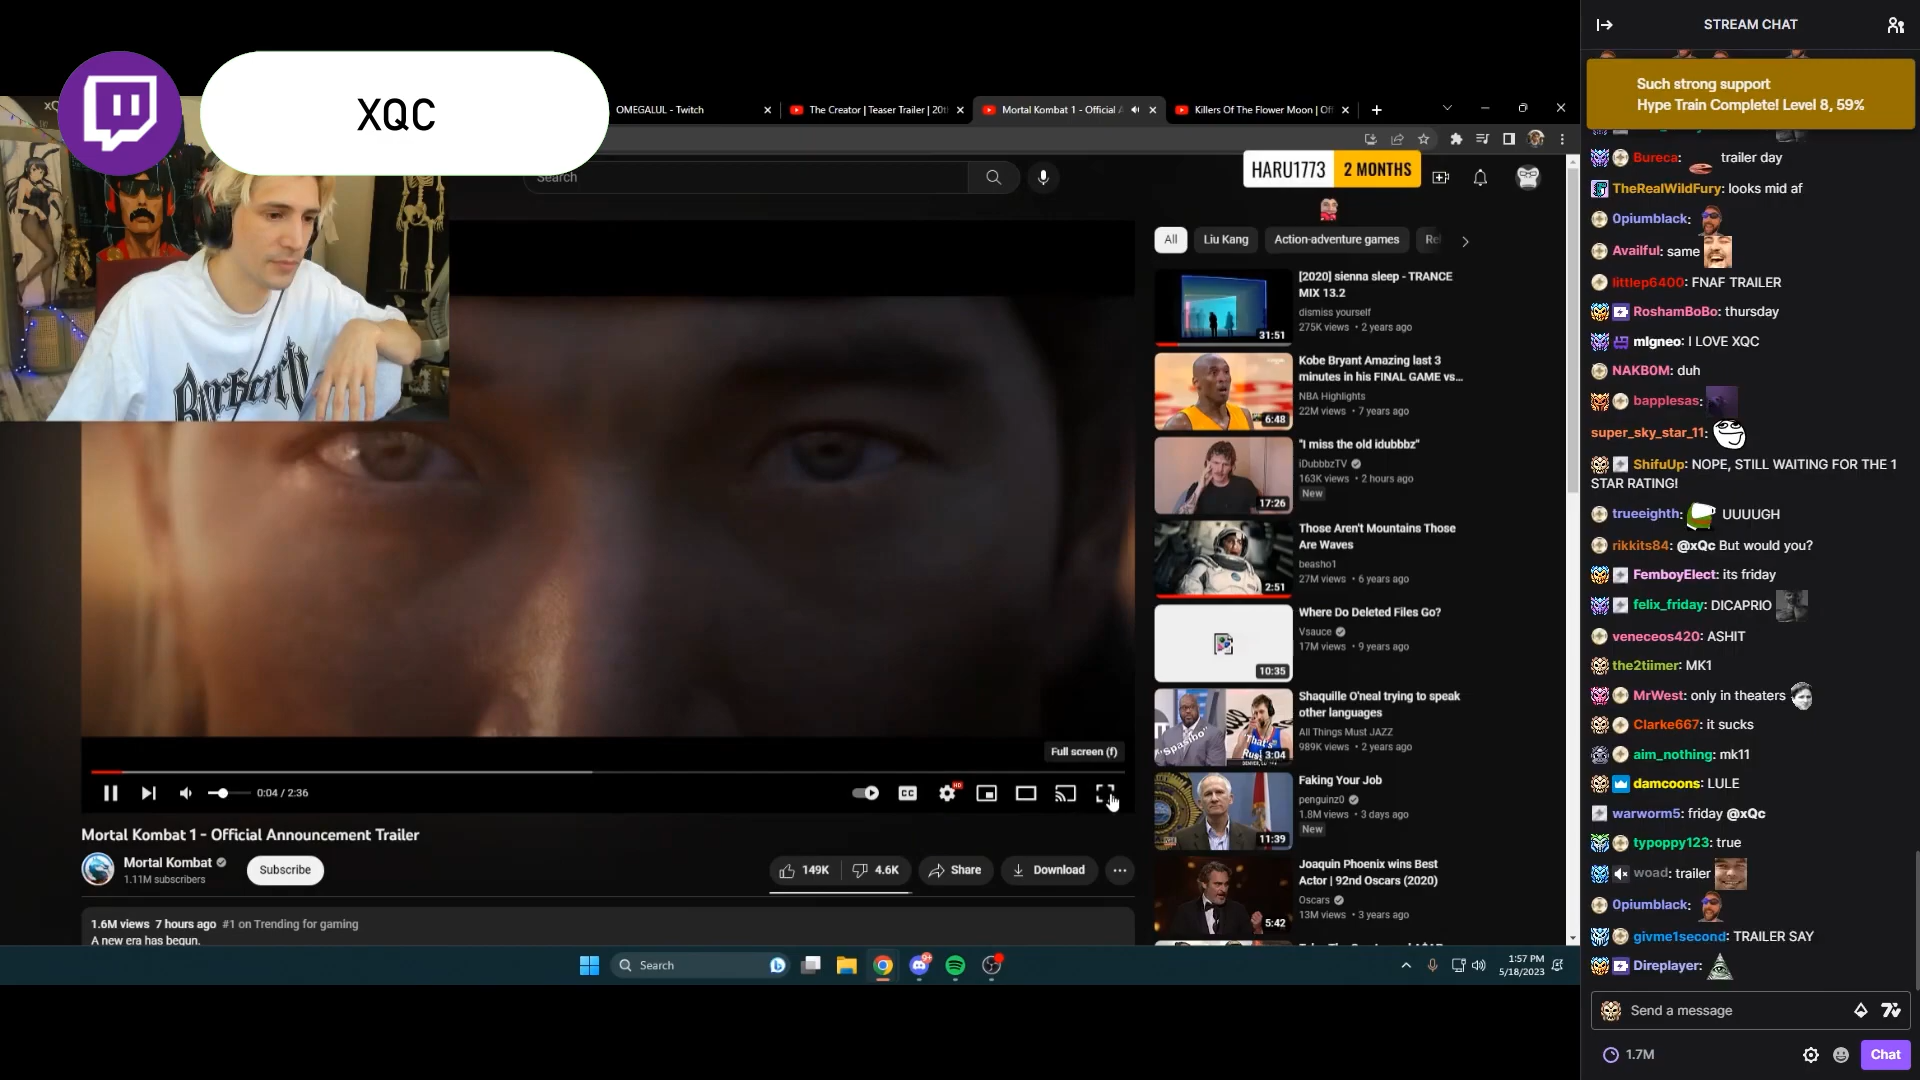 XQC
OMEGALUL - Twitch
The Creator | Teaser Trailer | 20t
Mortal Kombat 1 - Official A
Killers Of The Flower Moon | Of
Search
HARU1773 2 MONTHS
All
Liu Kang
Action-adventure games
Rel
[2020] sienna sleep - TRANCE
MIX 13.2
dismiss yourself
275K views • 2 years ago
31:51
Kobe Bryant Amazing last 3
minutes in his FINAL GAME vs...
NBA Highlights
22M views • 7 years ago
6:48
"I miss the old idubbbz"
iDubbbzTV
163K views • 2 hours ago
New
17:26
Those Aren't Mountains Those
Are Waves
beasho1
27M views • 6 years ago
2:51
Where Do Deleted Files Go?
Vsauce
17M views • 9 years ago
10:35
Shaquille O'neal trying to speak
other languages
All Things Must JAZZ
989K views • 2 years ago
"Spasibo"
3:04
Faking Your Job
penguinz0
1.8M views • 3 days ago
New
11:39
Joaquin Phoenix wins Best
Actor | 92nd Oscars (2020)
Oscars
13M views • 3 years ago
5:42
Full screen (f)
0:04 / 2:36
CC
HD
Mortal Kombat 1 - Official Announcement Trailer
Mortal Kombat
1.11M subscribers
Subscribe
149K
4.6K
Share
Download
1.6M views 7 hours ago #1 on Trending for gaming
A new era has begun.
Search
1:57 PM
5/18/2023
STREAM CHAT
Such strong support
Hype Train Complete! Level 8, 59%
Bureca: trailer day
TheRealWildFury: looks mid af
0piumblack:
Availful: same
littlep6400: FNAF TRAILER
RoshamBoBo: thursday
mlgneo: I LOVE XQC
NAKB0M: duh
bapplesas:
super_sky_star_11:
ShifuUp: NOPE, STILL WAITING FOR THE 1
STAR RATING!
trueeighth: UUUUGH
rikkits84: @xQc But would you?
FemboyElect: its friday
felix_friday: DICAPRIO
veneceos420: ASHIT
the2tiimer: MK1
MrWest: only in theaters
Clarke667: it sucks
aim_nothing: mk11
damcoons: LULE
warworm5: friday @xQc
typoppy123: true
woad: trailer
0piumblack:
givme1second: TRAILER SAY
Direplayer:
Send a message
1.7M
Chat